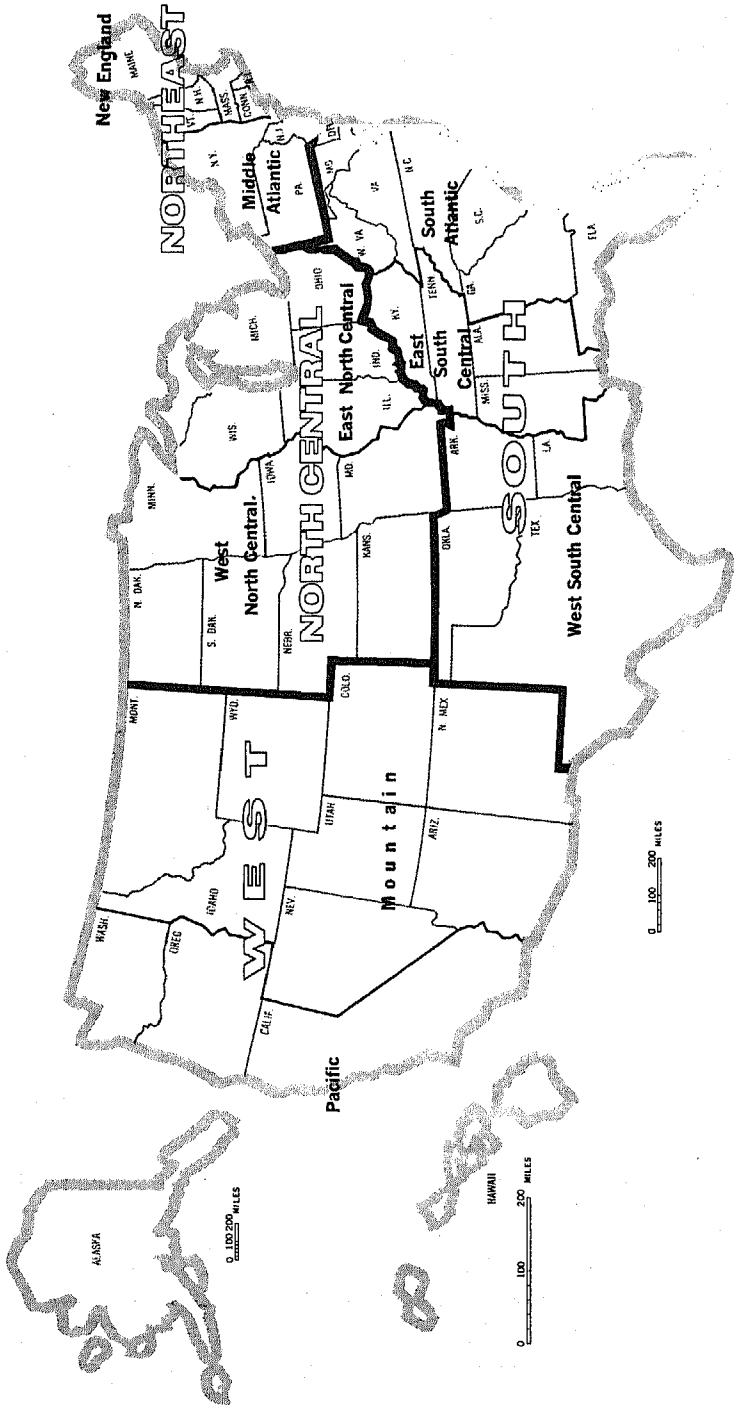 New England
MAINE
NORTHEAST
VT.
N.H.
MASS.
CONN.
N.Y.
Middle
Atlantic
N.J.
PA.
DEL.
MD
MICH.
WIS.
MINN.
N. DAK.
MONT.
WASH.
OREG
IDAHO
S. DAK.
WYO.
West
North Central.
IOWA
NEBR.
NORTH CENTRAL
East North Central
OHIO
IND.
ILL.
MO.
KANS.
COLO.
WEST
NEV.
UTAH
CALIF.
Pacific
Mountain
ARIZ.
N. MEX
W. VA
VA
KY.
N.C.
TENN
South
Atlantic
S.C.
GA.
East
South
Central
ALA.
MISS.
ARK.
OKLA.
SOUTH
LA.
TEX.
FLA
West South Central
ALASKA
0 100 200 MILES
HAWAII
0 100 200
MILES
0 100 200
MILES